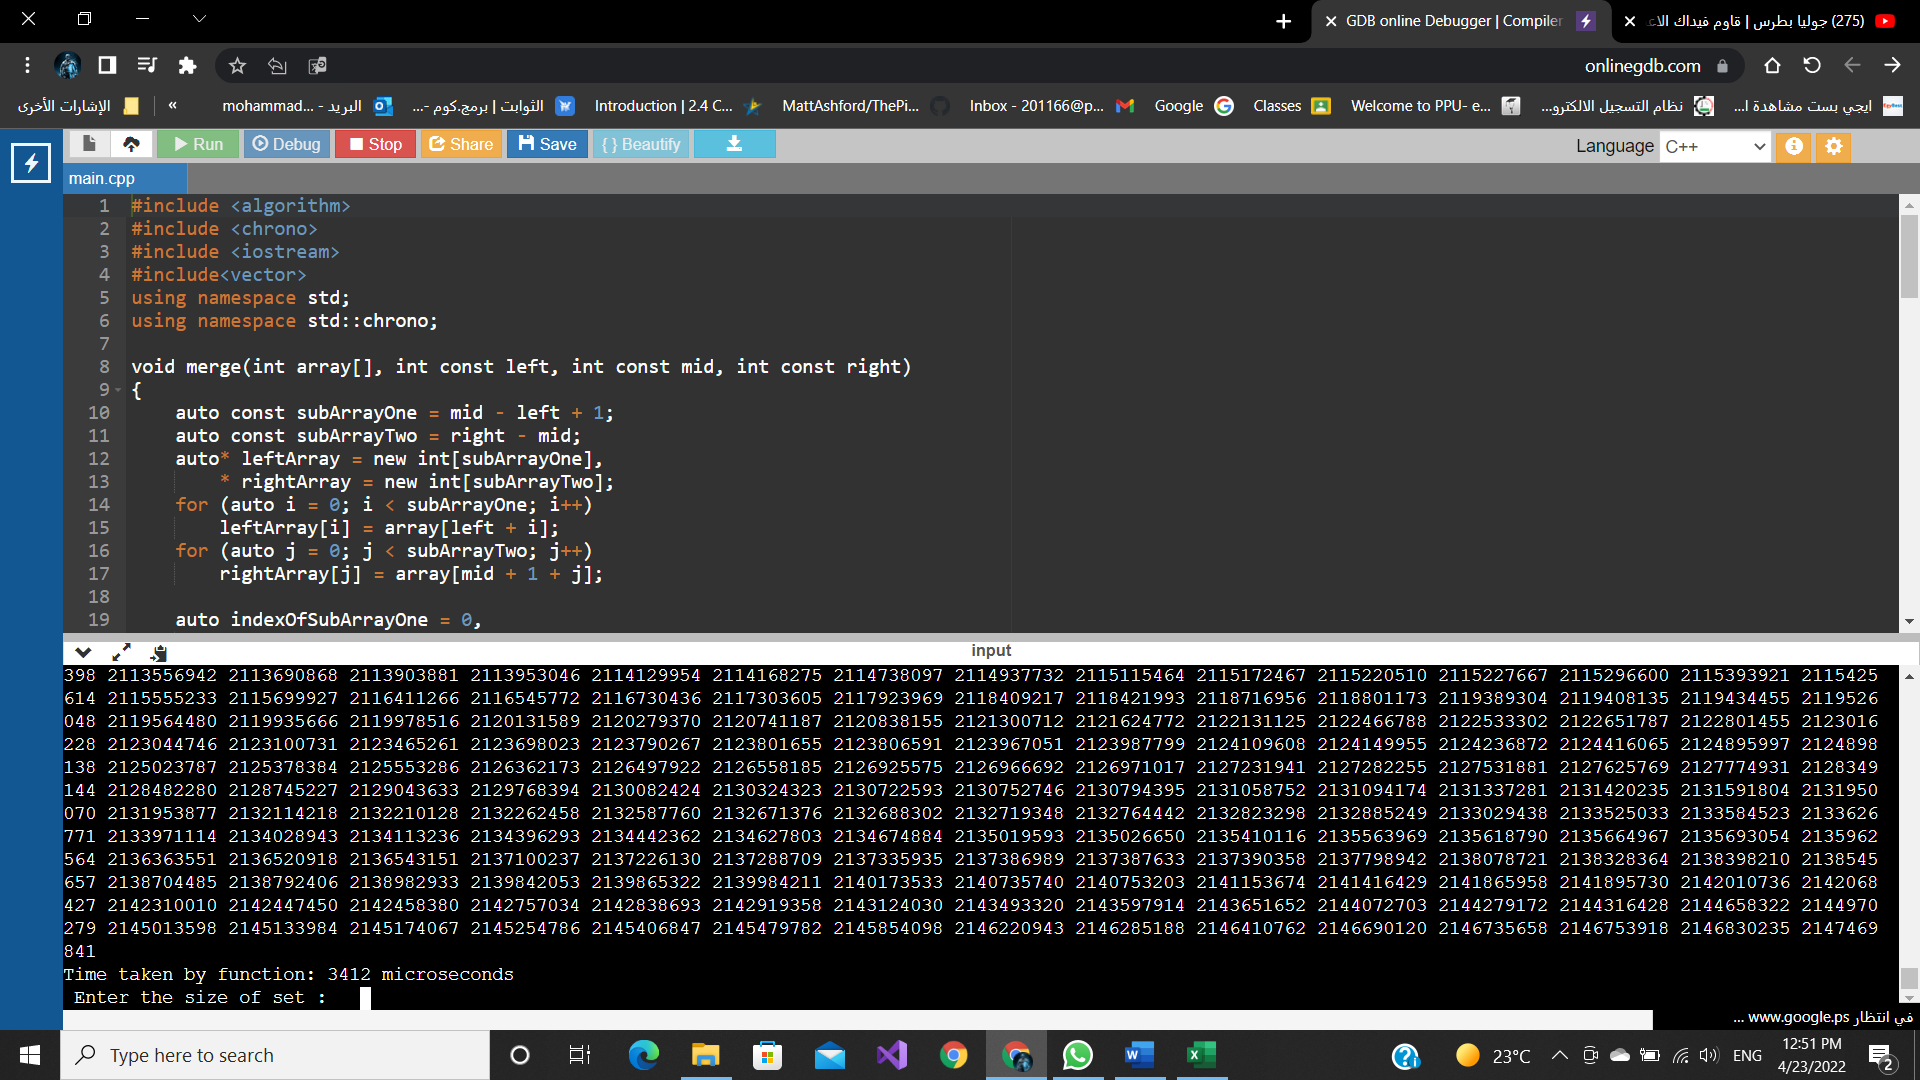 GDB online Debugger | Compiler
(275) جوليا بطرس | قاوم فيداك الاع
onlinegdb.com
الإشارات الأخرى
«
mohammad... - البريد
الثوابت | برمج.كوم -...
Introduction | 2.4 C...
MattAshford/ThePi...
Inbox - 201166@p...
Google
Classes
Welcome to PPU- e...
نظام التسجيل الالكترو...
ايجي بست مشاهدة ا...
Run
Debug
Stop
Share
Save
{ } Beautify
Language C++
main.cpp
1 #include <algorithm>
2 #include <chrono>
3 #include <iostream>
4 #include<vector>
5 using namespace std;
6 using namespace std::chrono;
7
8 void merge(int array[], int const left, int const mid, int const right)
9 {
10 auto const subArrayOne = mid - left + 1;
11 auto const subArrayTwo = right - mid;
12 auto* leftArray = new int[subArrayOne],
13 * rightArray = new int[subArrayTwo];
14 for (auto i = 0; i < subArrayOne; i++)
15 leftArray[i] = array[left + i];
16 for (auto j = 0; j < subArrayTwo; j++)
17 rightArray[j] = array[mid + 1 + j];
18
19 auto indexOfSubArrayOne = 0,
input
398 2113556942 2113690868 2113903881 2113953046 2114129954 2114168275 2114738097 2114937732 2115115464 2115172467 2115220510 2115227667 2115296600 2115393921 2115425
614 2115555233 2115699927 2116411266 2116545772 2116730436 2117303605 2117923969 2118409217 2118421993 2118716956 2118801173 2119389304 2119408135 2119434455 2119526
048 2119564480 2119935666 2119978516 2120131589 2120279370 2120741187 2120838155 2121300712 2121624772 2122131125 2122466788 2122533302 2122651787 2122801455 2123016
228 2123044746 2123100731 2123465261 2123698023 2123790267 2123801655 2123806591 2123967051 2123987799 2124109608 2124149955 2124236872 2124416065 2124895997 2124898
138 2125023787 2125378384 2125553286 2126362173 2126497922 2126558185 2126925575 2126966692 2126971017 2127231941 2127282255 2127531881 2127625769 2127774931 2128349
144 2128482280 2128745227 2129043633 2129768394 2130082424 2130324323 2130722593 2130752746 2130794395 2131058752 2131094174 2131337281 2131420235 2131591804 2131950
070 2131953877 2132114218 2132210128 2132262458 2132587760 2132671376 2132688302 2132719348 2132764442 2132823298 2132885249 2133029438 2133525033 2133584523 2133626
771 2133971114 2134028943 2134113236 2134396293 2134442362 2134627803 2134674884 2135019593 2135026650 2135410116 2135563969 2135618790 2135664967 2135693054 2135962
564 2136363551 2136520918 2136543151 2137100237 2137226130 2137288709 2137335935 2137386989 2137387633 2137390358 2137798942 2138078721 2138328364 2138398210 2138545
657 2138704485 2138792406 2138982933 2139842053 2139865322 2139984211 2140173533 2140735740 2140753203 2141153674 2141416429 2141865958 2141895730 2142010736 2142068
427 2142310010 2142447450 2142458380 2142757034 2142838693 2142919358 2143124030 2143493320 2143597914 2143651652 2144072703 2144279172 2144316428 2144658322 2144970
279 2145013598 2145133984 2145174067 2145254786 2145406847 2145479782 2145854098 2146220943 2146285188 2146410762 2146690120 2146735658 2146753918 2146830235 2147469
841
Time taken by function: 3412 microseconds
Enter the size of set :
في انتظار www.google.ps ...
Type here to search
23°C
ENG
12:51 PM
4/23/2022
2